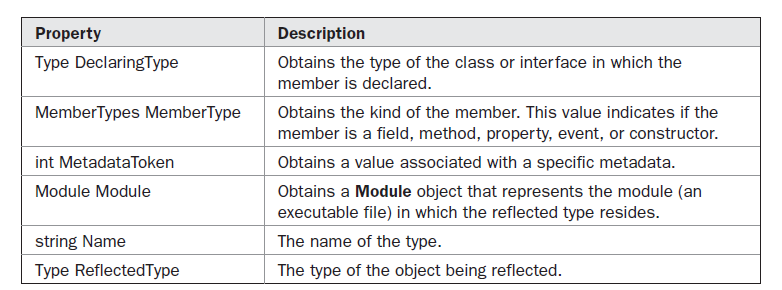 Property Description
Type DeclaringType Obtains the type of the class or interface in which the
member is declared.
MemberTypes MemberType Obtains the kind of the member. This value indicates if the
member is a field, method, property, event, or constructor.
int MetadataToken Obtains a value associated with a specific metadata.
Module Module Obtains a Module object that represents the module (an
executable file) in which the reflected type resides.
string Name The name of the type.
Type ReflectedType The type of the object being reflected.